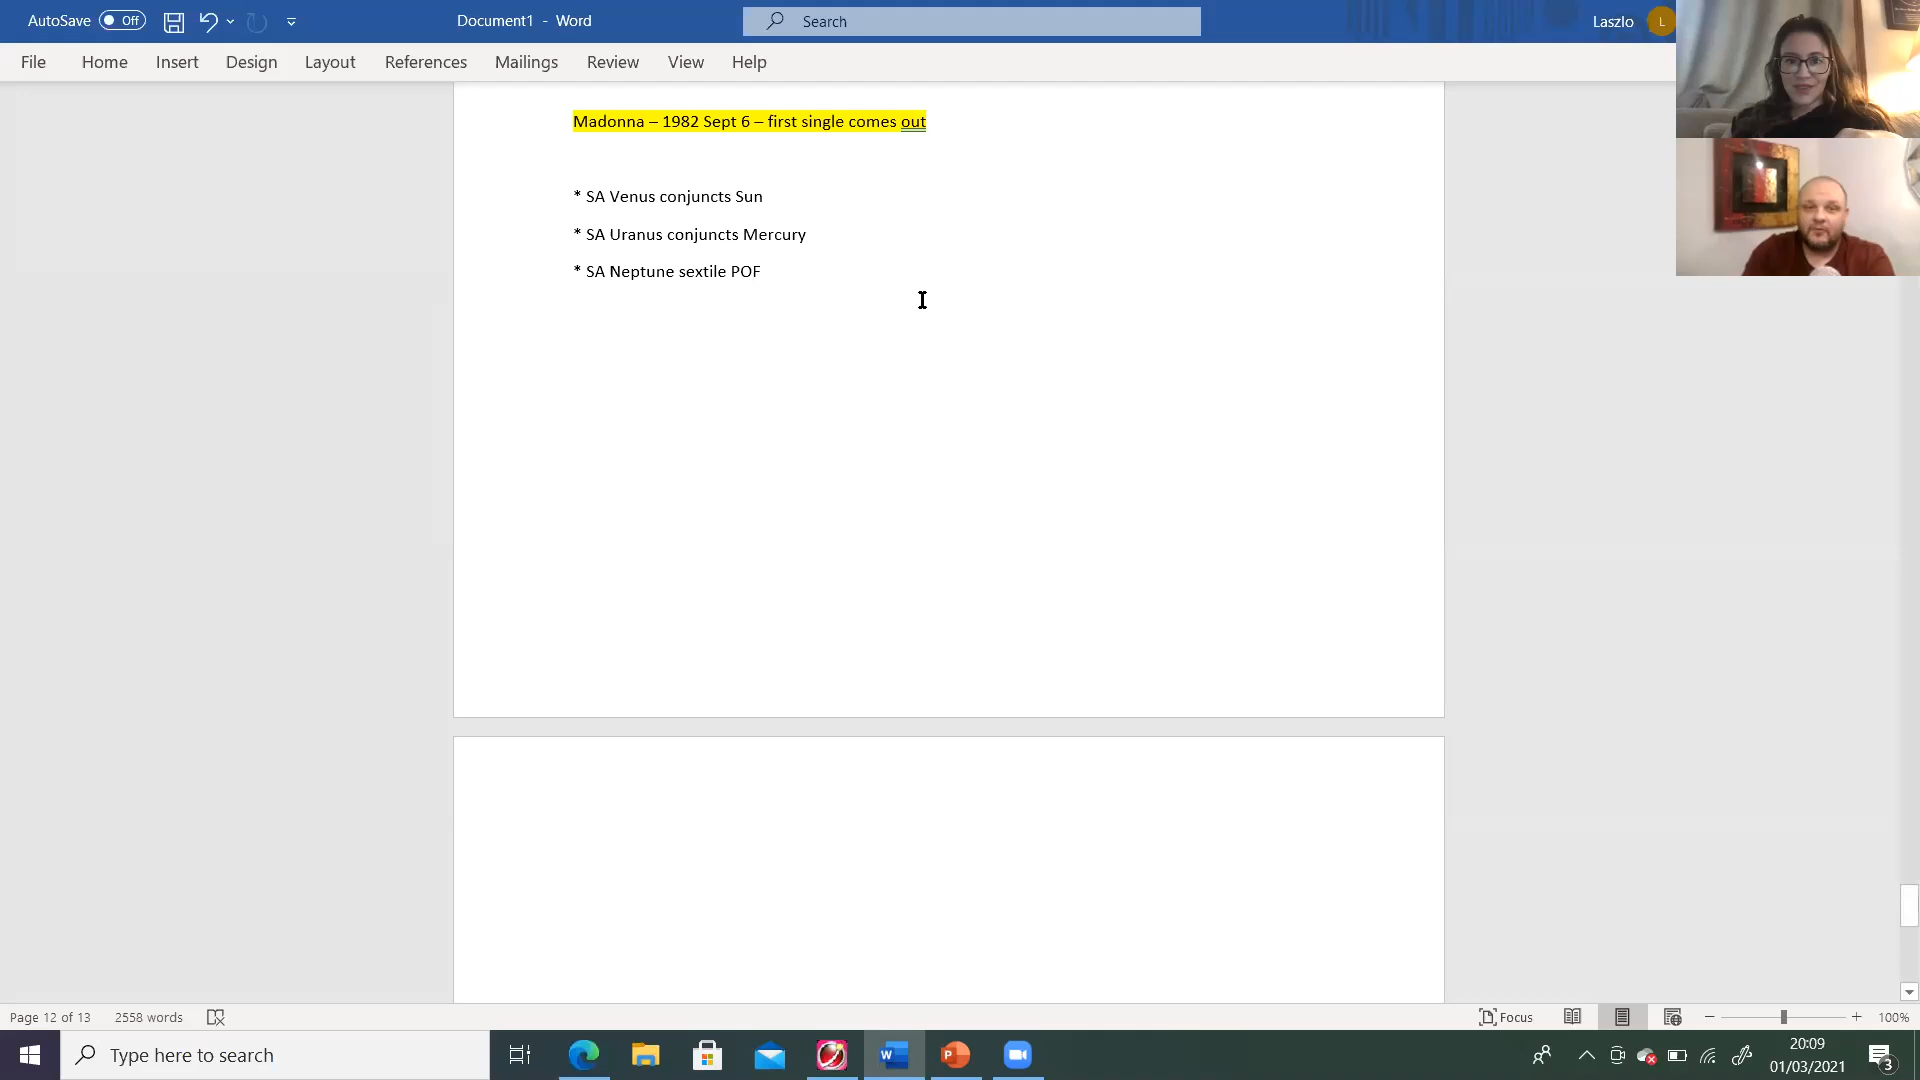 AutoSave Off Document1 - Word Search Laszlo L
File Home Insert Design Layout References Mailings Review View Help
Madonna – 1982 Sept 6 – first single comes out
* SA Venus conjuncts Sun
* SA Uranus conjuncts Mercury
* SA Neptune sextile POF
Page 12 of 13 2558 words Focus 100%
Type here to search W P 20:09
01/03/2021 3